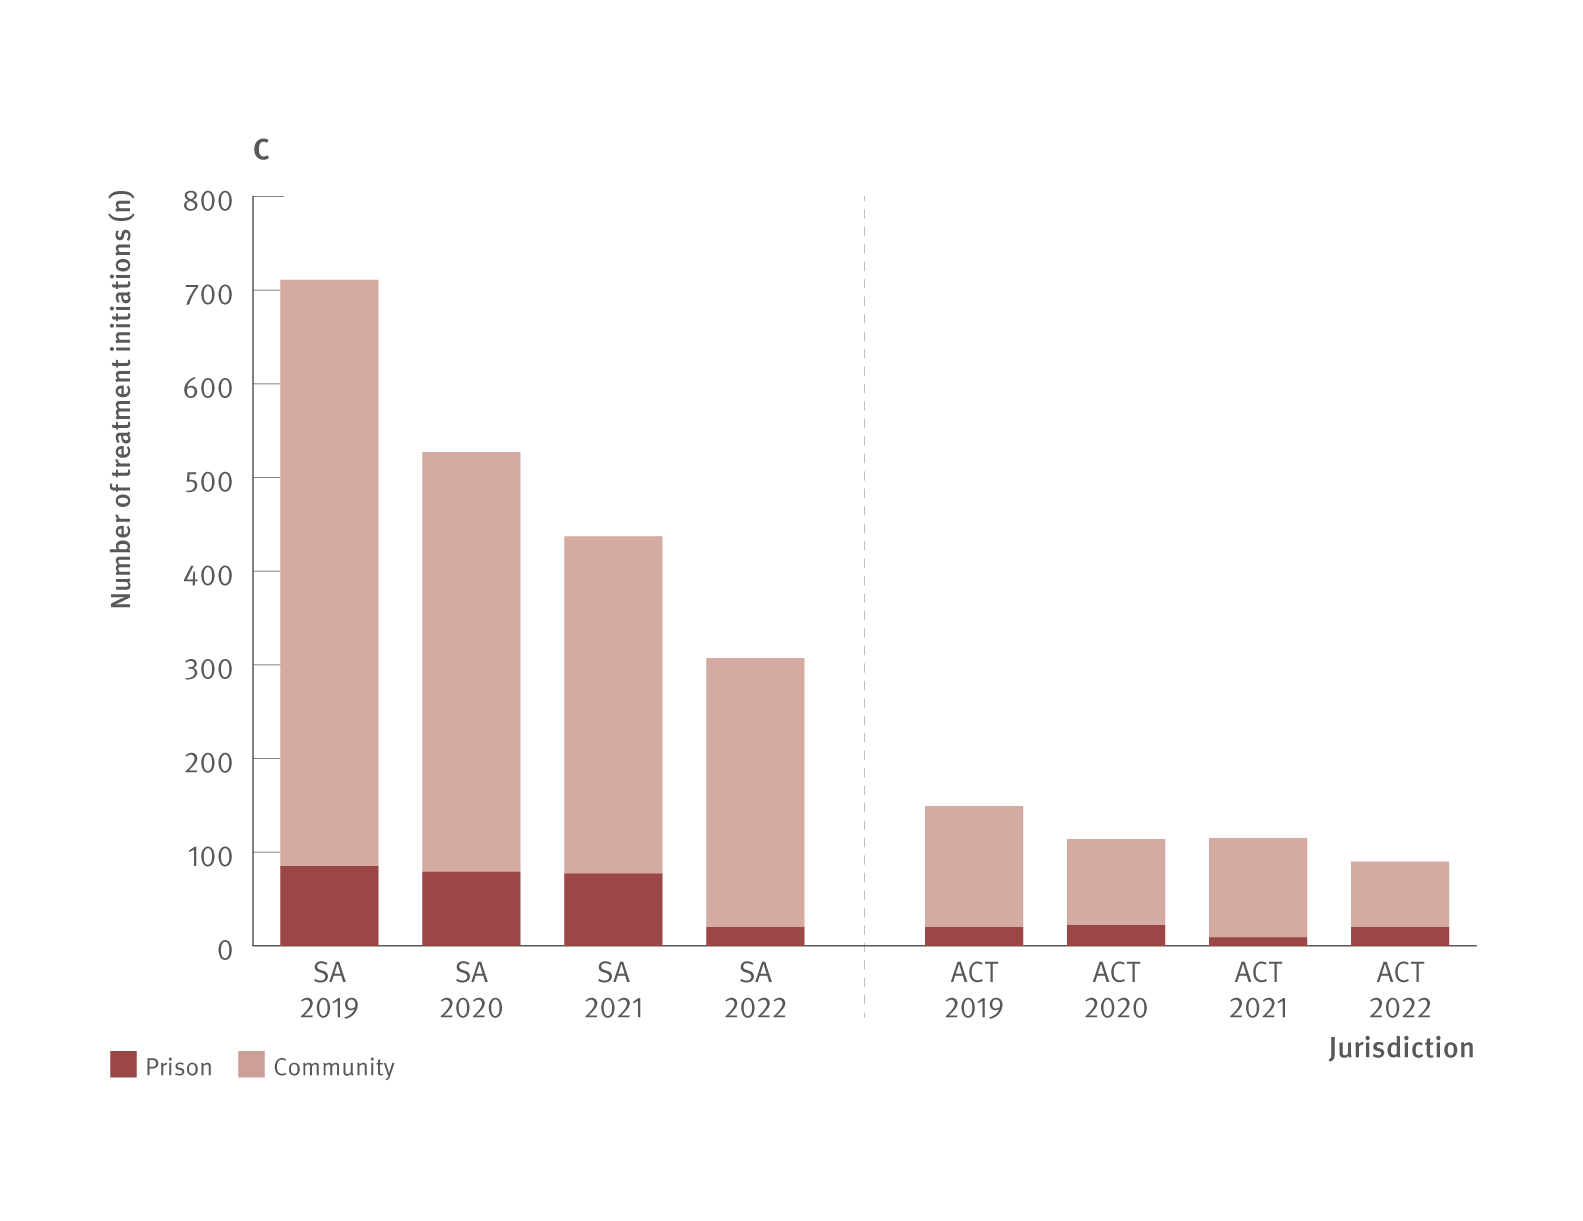 C
Number of treatment initiations (n)
800
700
600
500
400
300
200
100
0
SA
2019
SA
2020
SA
2021
SA
2022
ACT
2019
ACT
2020
ACT
2021
ACT
2022
Jurisdiction
Prison
Community